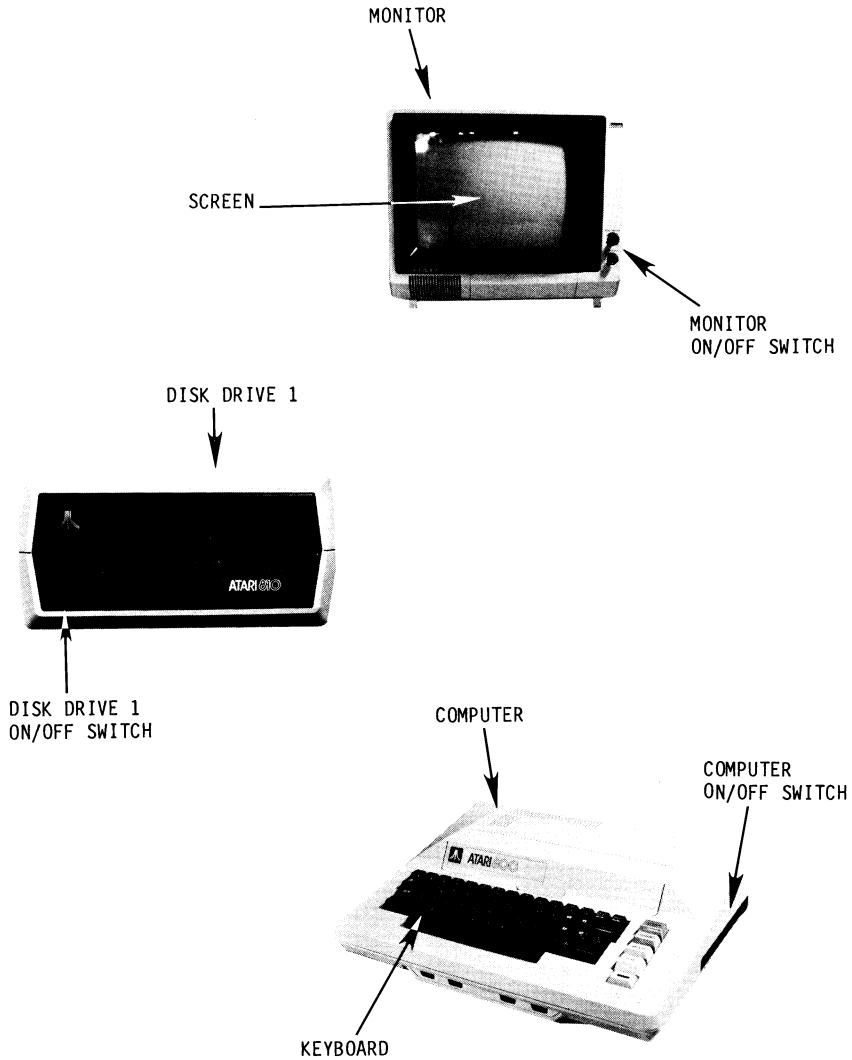 MONITOR
SCREEN
MONITOR
ON/OFF SWITCH
DISK DRIVE 1
ATARI 810
DISK DRIVE 1
ON/OFF SWITCH
COMPUTER
COMPUTER
ON/OFF SWITCH
ATARI 800
KEYBOARD